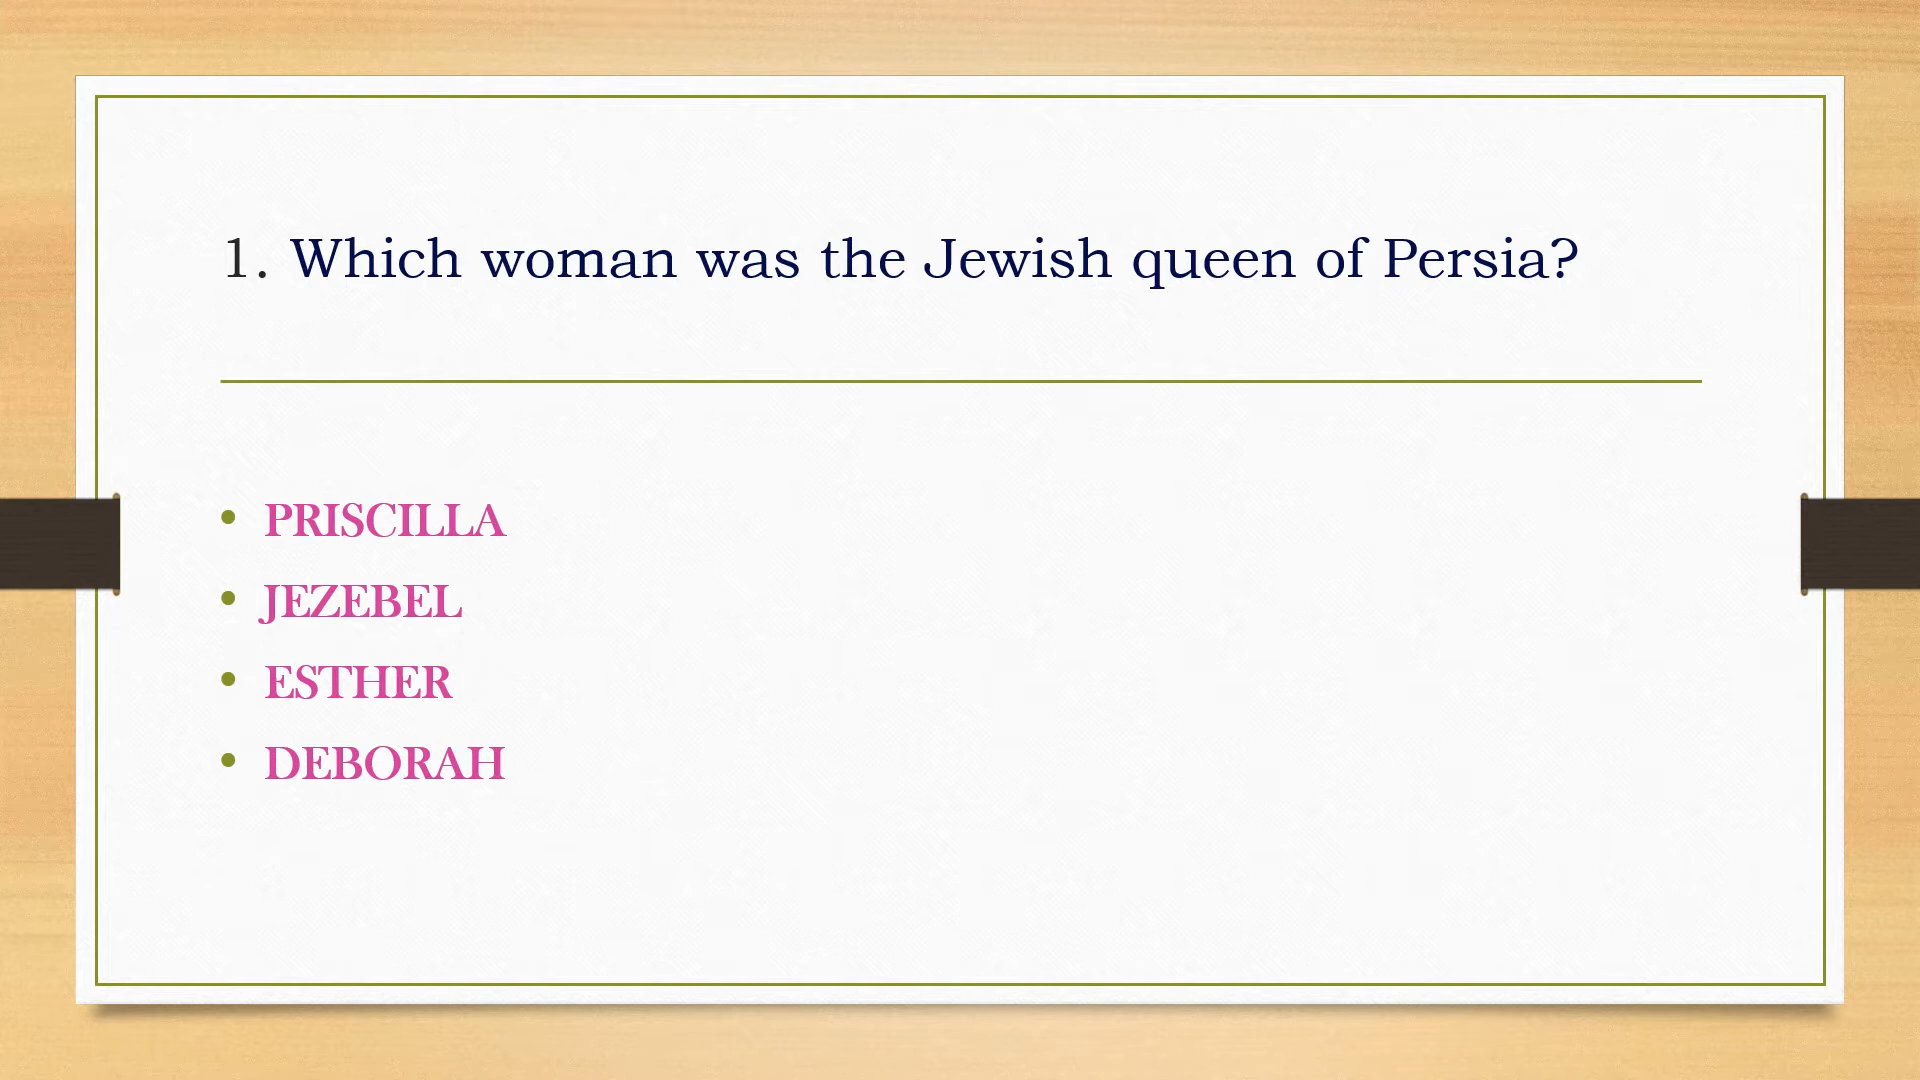 1. Which woman was the Jewish queen of Persia?
• PRISCILLA
• JEZEBEL
• ESTHER
• DEBORAH